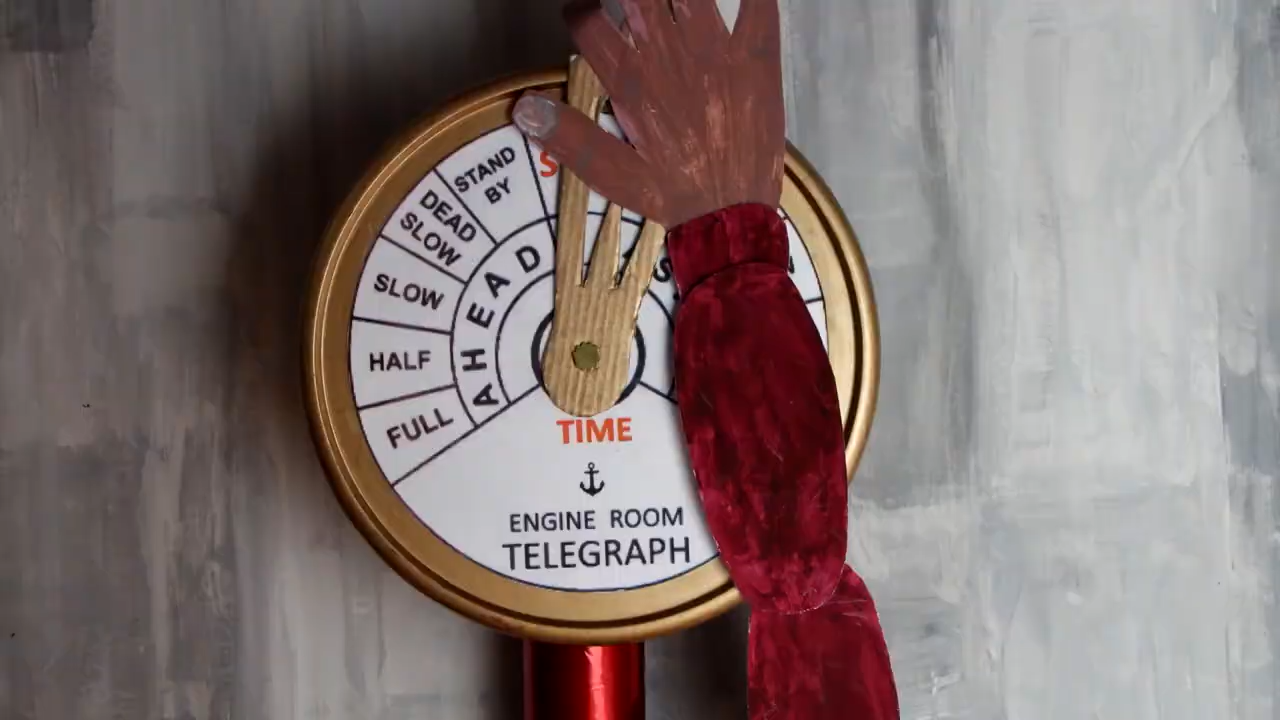 STAND
BY
DEAD
SLOW
SLOW
HALF
FULL
AHEAD
TIME
ENGINE ROOM
TELEGRAPH